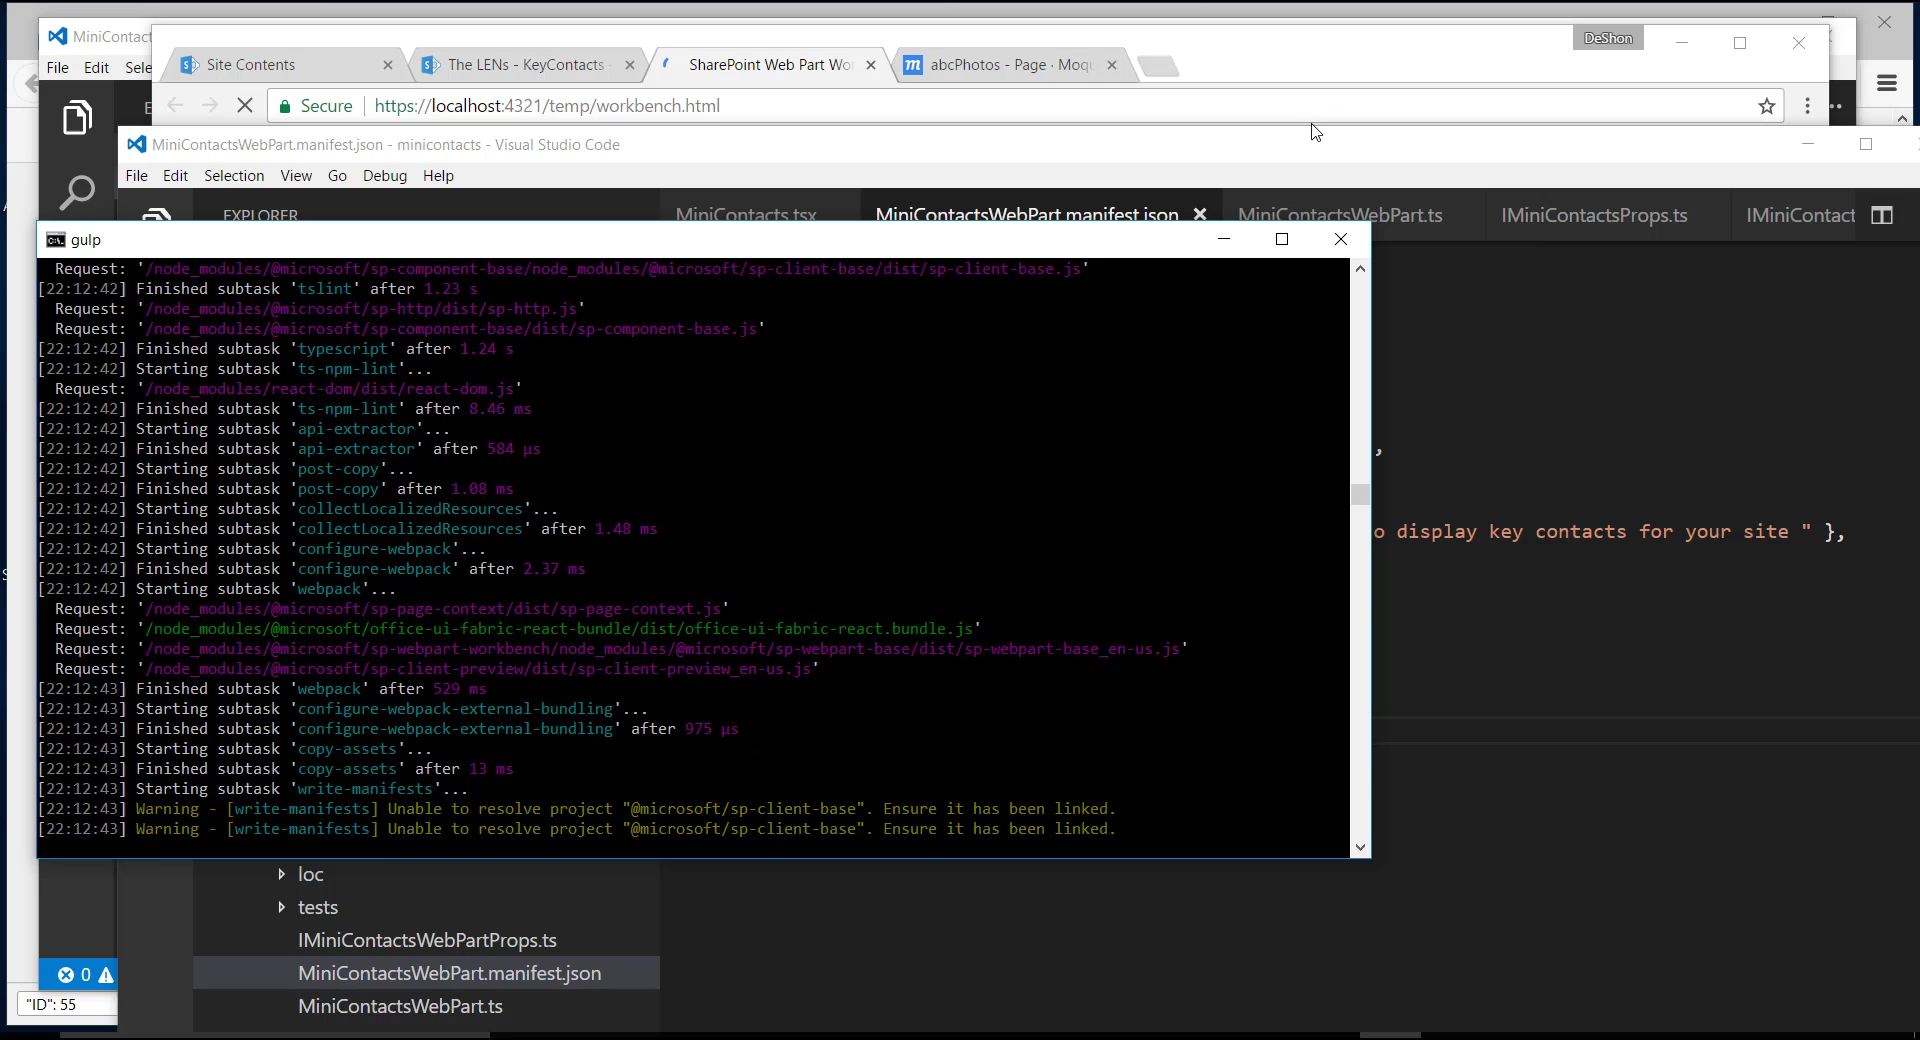 MiniContact
File Edit Sele
DeShon
Site Contents
The LENs - KeyContacts
SharePoint Web Part Wo
abcPhotos - Page · Moqu
Secure https://localhost:4321/temp/workbench.html
MiniContactsWebPart.manifest.json - minicontacts - Visual Studio Code
File Edit Selection View Go Debug Help
EXPLORER
MiniContacts.tsx MiniContactsWebPart.manifest.json MiniContactsWebPart.ts IMiniContactsProps.ts IMiniContact
gulp
Request: '/node_modules/@microsoft/sp-component-base/node_modules/@microsoft/sp-client-base/dist/sp-client-base.js'
[22:12:42] Finished subtask 'tslint' after 1.23 s
Request: '/node_modules/@microsoft/sp-http/dist/sp-http.js'
Request: '/node_modules/@microsoft/sp-component-base/dist/sp-component-base.js'
[22:12:42] Finished subtask 'typescript' after 1.24 s
[22:12:42] Starting subtask 'ts-npm-lint'...
Request: '/node_modules/react-dom/dist/react-dom.js'
[22:12:42] Finished subtask 'ts-npm-lint' after 8.46 ms
[22:12:42] Starting subtask 'api-extractor'...
[22:12:42] Finished subtask 'api-extractor' after 584 μs
[22:12:42] Starting subtask 'post-copy'...
[22:12:42] Finished subtask 'post-copy' after 1.08 ms
[22:12:42] Starting subtask 'collectLocalizedResources'...
[22:12:42] Finished subtask 'collectLocalizedResources' after 1.48 ms
[22:12:42] Starting subtask 'configure-webpack'...
[22:12:42] Finished subtask 'configure-webpack' after 2.37 ms
[22:12:42] Starting subtask 'webpack'...
Request: '/node_modules/@microsoft/sp-page-context/dist/sp-page-context.js'
Request: '/node_modules/@microsoft/office-ui-fabric-react-bundle/dist/office-ui-fabric-react.bundle.js'
Request: '/node_modules/@microsoft/sp-webpart-workbench/node_modules/@microsoft/sp-webpart-base/dist/sp-webpart-base_en-us.js'
Request: '/node_modules/@microsoft/sp-client-preview/dist/sp-client-preview_en-us.js'
[22:12:43] Finished subtask 'webpack' after 529 ms
[22:12:43] Starting subtask 'configure-webpack-external-bundling'...
[22:12:43] Finished subtask 'configure-webpack-external-bundling' after 975 μs
[22:12:43] Starting subtask 'copy-assets'...
[22:12:43] Finished subtask 'copy-assets' after 13 ms
[22:12:43] Starting subtask 'write-manifests'...
[22:12:43] Warning - [write-manifests] Unable to resolve project "@microsoft/sp-client-base". Ensure it has been linked.
[22:12:43] Warning - [write-manifests] Unable to resolve project "@microsoft/sp-client-base". Ensure it has been linked.
,
o display key contacts for your site " },
loc
tests
IMiniContactsWebPartProps.ts
MiniContactsWebPart.manifest.json
MiniContactsWebPart.ts
0
"ID": 55